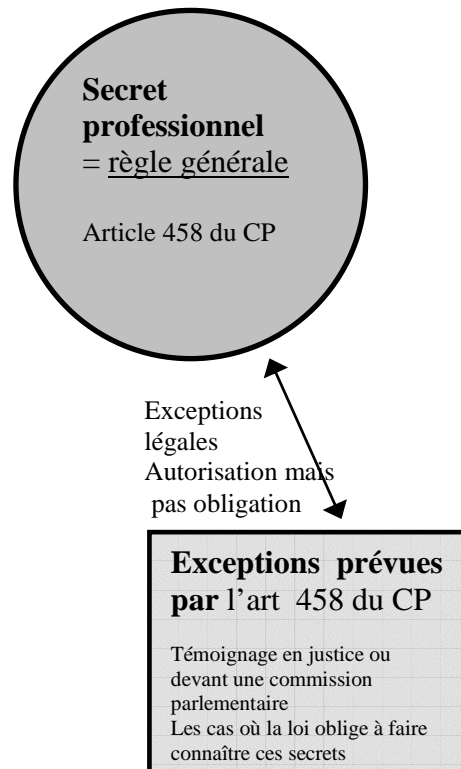 Secret
professionnel
= règle générale
Article 458 du CP
Exceptions
légales
Autorisation mais
pas obligation
Exceptions prévues
par l'art 458 du CP
Témoignage en justice ou
devant une commission
parlementaire
Les cas où la loi oblige à faire
connaître ces secrets